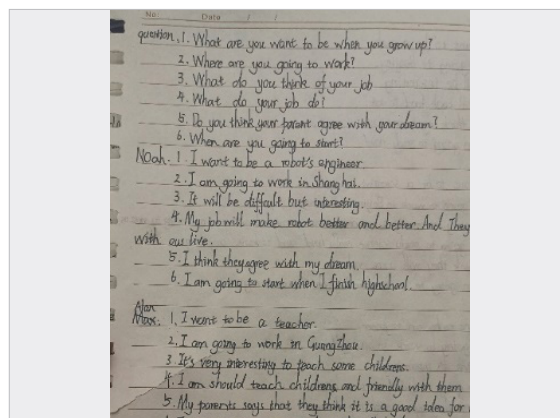 No. Date / /
question. 1. What are you want to be when you grow up?
2. Where are you going to work?
3. What do you think of your job
4. What do your job do?
5. Do you think your parent agree with your dream?
6. When are you going to start?
Noah. 1. I want to be a robot's engineer
2. I am going to work in Shanghai.
3. It will be difficult but interesting.
4. My job will make robot better and better And They
with our live.
5. I think they agree with my dream
6. I am going to start when I finish highschool.
Alan
Max. 1, I want to be a teacher.
2, I am going to work in Guangzhou.
3. It's very interesting to teach some childrens.
4. I am should teach childrens and friendly with them
5. My parents says that they think it is a good idea for